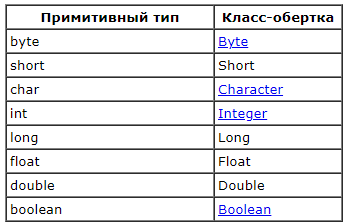 Примитивный тип Класс-обертка
byte Byte
short Short
char Character
int Integer
long Long
float Float
double Double
boolean Boolean